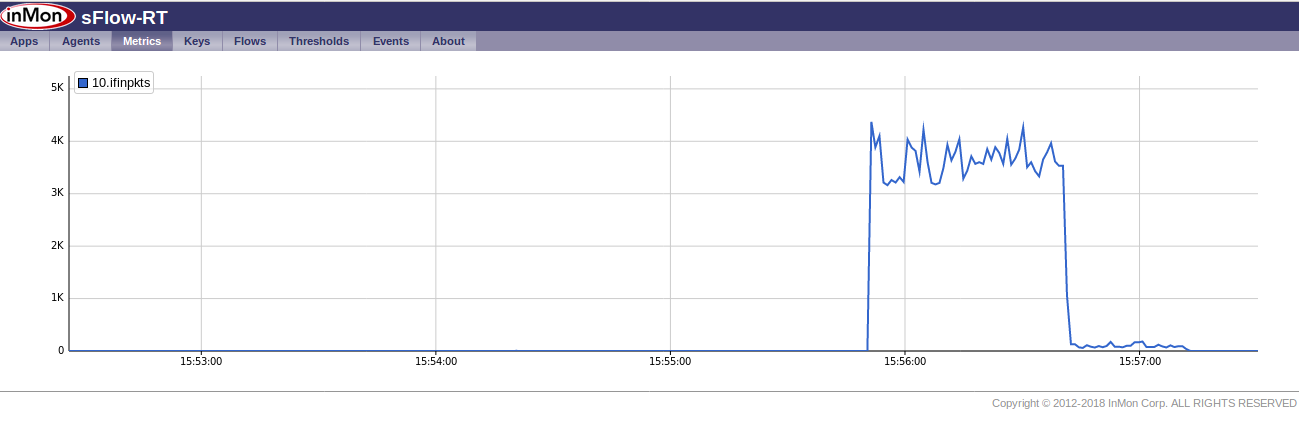 inMon sFlow-RT
Apps Agents Metrics Keys Flows Thresholds Events About
10.ifinpkts
5K
4K
3K
2K
1K
0
15:53:00 15:54:00 15:55:00 15:56:00 15:57:00
Copyright © 2012-2018 InMon Corp. ALL RIGHTS RESERVED